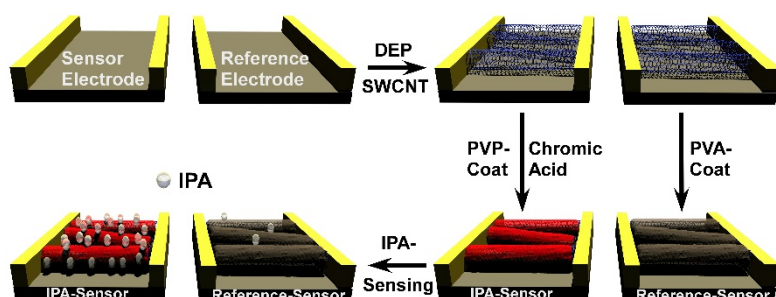 Sensor
Electrode
Reference
Electrode
DEP
SWCNT
PVP-
Coat
Chromic
Acid
PVA-
Coat
IPA
IPA-
Sensing
IPA-Sensor
Reference-Sensor
IPA-Sensor
Reference-Sensor